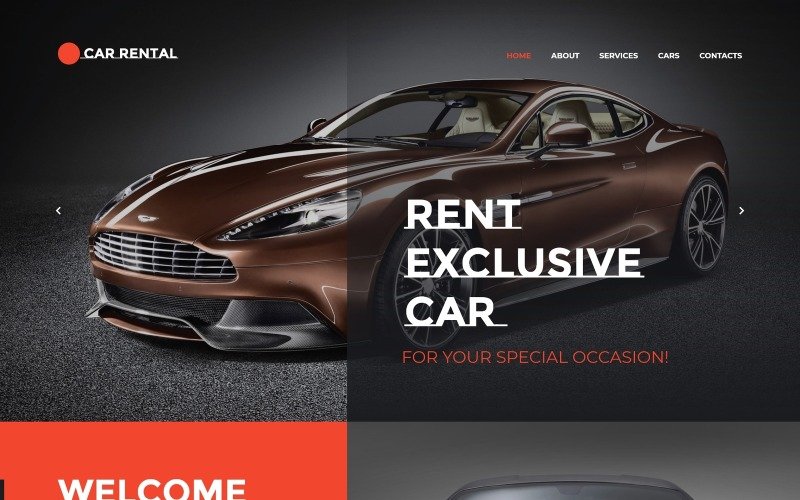 CAR RENTAL
HOME ABOUT SERVICES CARS CONTACTS
RENT
EXCLUSIVE
CAR
FOR YOUR SPECIAL OCCASION!
WELCOME